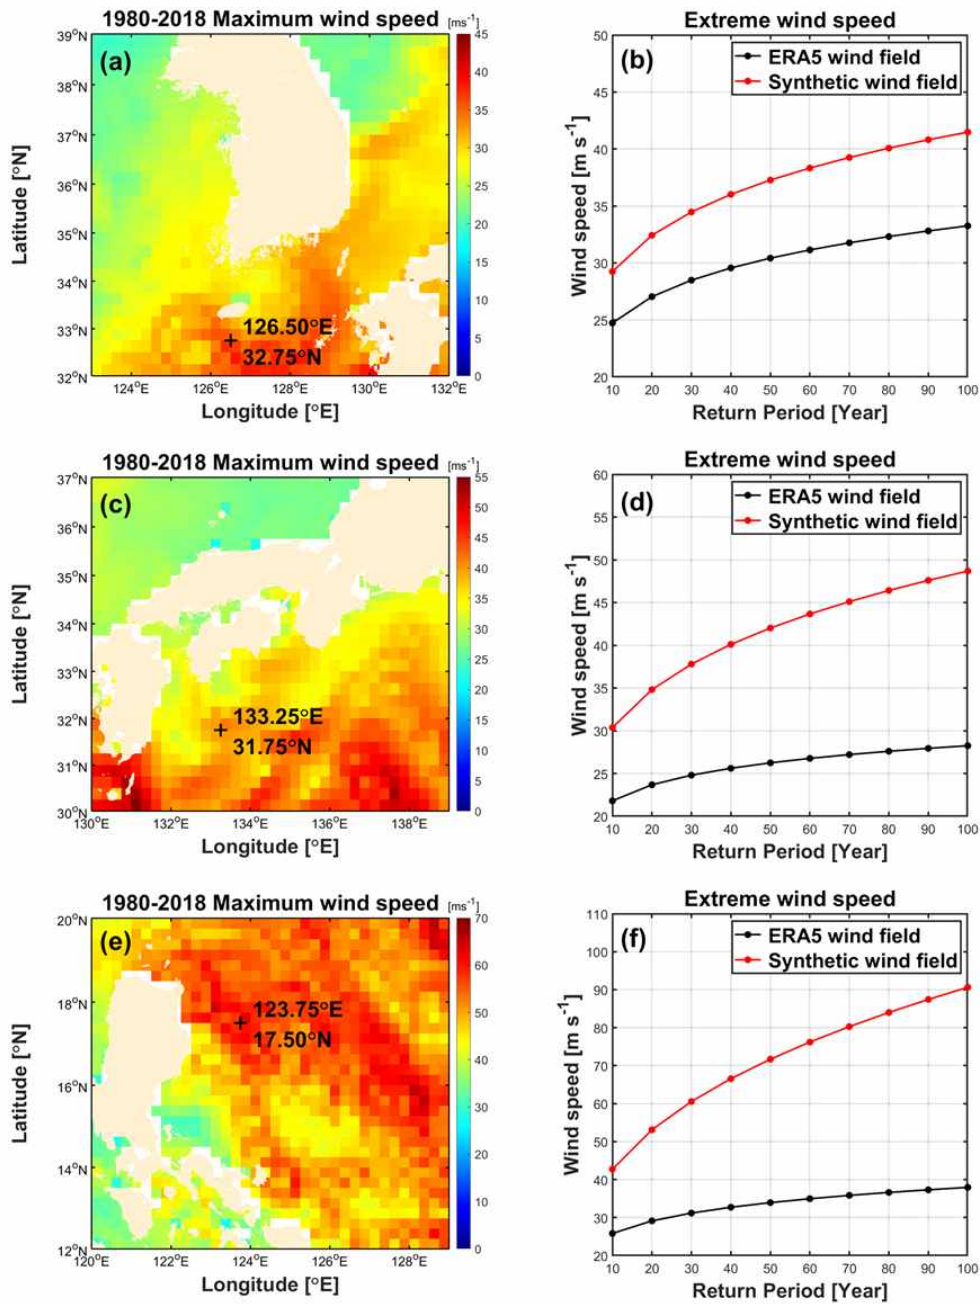 1980-2018 Maximum wind speed [ms-1]
(a)
39°N
38°N
37°N
36°N
35°N
34°N
33°N
32°N
Latitude [°N]
126.50°E
32.75°N
124°E 126°E 128°E 130°E 132°E
Longitude [°E]
45
40
35
30
25
20
15
10
5
0
Extreme wind speed
(b)
ERA5 wind field
Synthetic wind field
50
45
40
35
30
25
20
Wind speed [m s-1]
10 20 30 40 50 60 70 80 90 100
Return Period [Year]
1980-2018 Maximum wind speed [ms-1]
(c)
37°N
36°N
35°N
34°N
33°N
32°N
31°N
30°N
Latitude [°N]
133.25°E
31.75°N
130°E 132°E 134°E 136°E 138°E
Longitude [°E]
55
50
45
40
35
30
25
20
15
10
5
0
Extreme wind speed
(d)
ERA5 wind field
Synthetic wind field
60
55
50
45
40
35
30
25
20
Wind speed [m s-1]
10 20 30 40 50 60 70 80 90 100
Return Period [Year]
1980-2018 Maximum wind speed [ms-1]
(e)
20°N
18°N
16°N
14°N
12°N
Latitude [°N]
123.75°E
17.50°N
120°E 122°E 124°E 126°E 128°E
Longitude [°E]
70
60
50
40
30
20
10
0
Extreme wind speed
(f)
ERA5 wind field
Synthetic wind field
110
100
90
80
70
60
50
40
30
20
Wind speed [m s-1]
10 20 30 40 50 60 70 80 90 100
Return Period [Year]